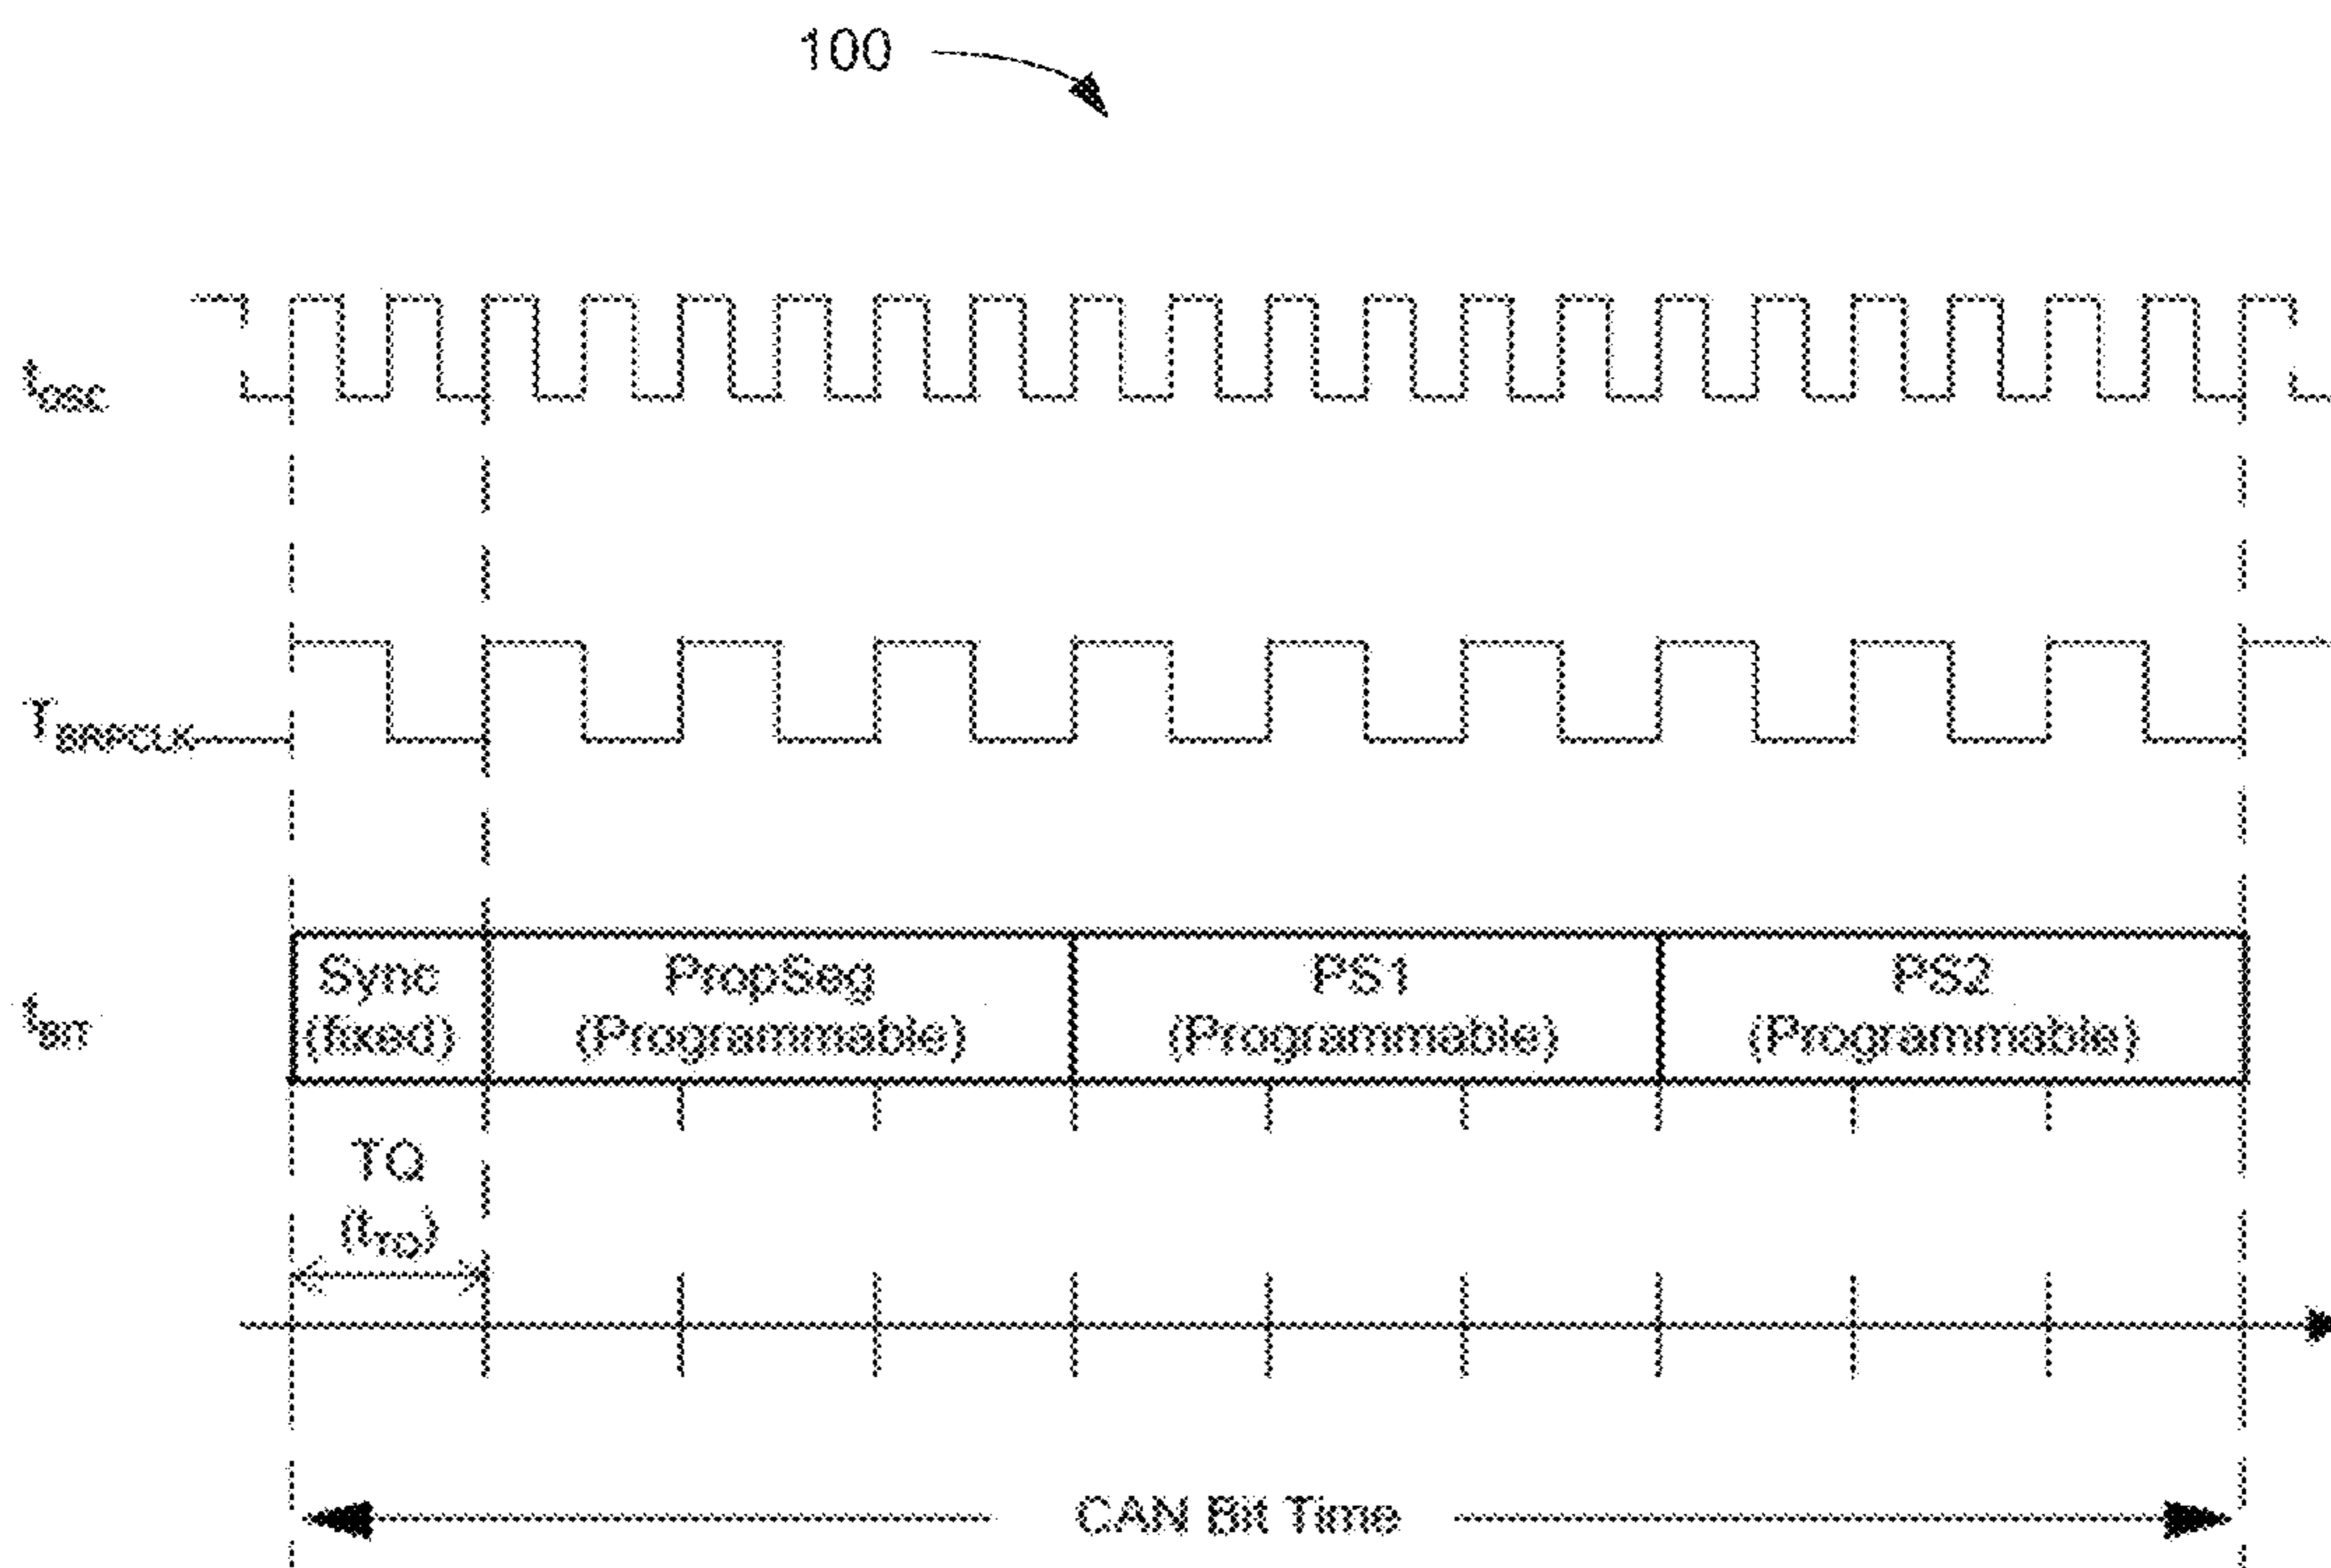 100
tOSC
TBRPCLK
tBIT
Sync
(fixed)
PropSeg
(Programmable)
PS1
(Programmable)
PS2
(Programmable)
TQ
(tTQ)
CAN Bit Time